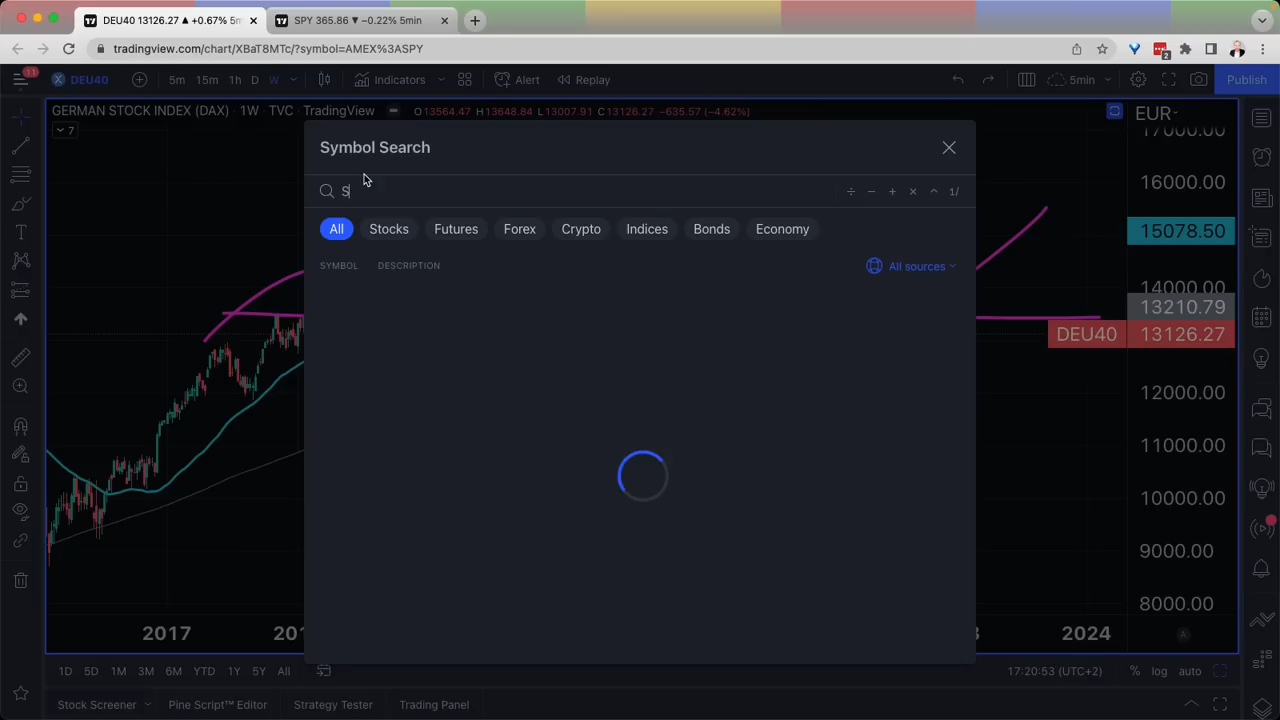 DEU40 13126.27 ▲ +0.67% 5m
SPY 365.86 ▼ −0.22% 5min
tradingview.com/chart/XBaT8MTc/?symbol=AMEX%3ASPY
2
11
DEU40
5m 15m 1h D W
Indicators
Alert
Replay
5min
Publish
GERMAN STOCK INDEX (DAX) · 1W · TVC · TradingView
O13564.47 H13648.84 L13007.91 C13126.27 −635.57 (−4.62%)
EUR
7
Symbol Search
S
÷ − + × ^ 1/
All Stocks Futures Forex Crypto Indices Bonds Economy
SYMBOL DESCRIPTION
All sources
17000.00
16000.00
15078.50
14000.00
13210.79
DEU40 13126.27
12000.00
11000.00
10000.00
9000.00
8000.00
2017
2024
A
1D 5D 1M 3M 6M YTD 1Y 5Y All
17:20:53 (UTC+2)
% log auto
Stock Screener
Pine Script™ Editor
Strategy Tester
Trading Panel